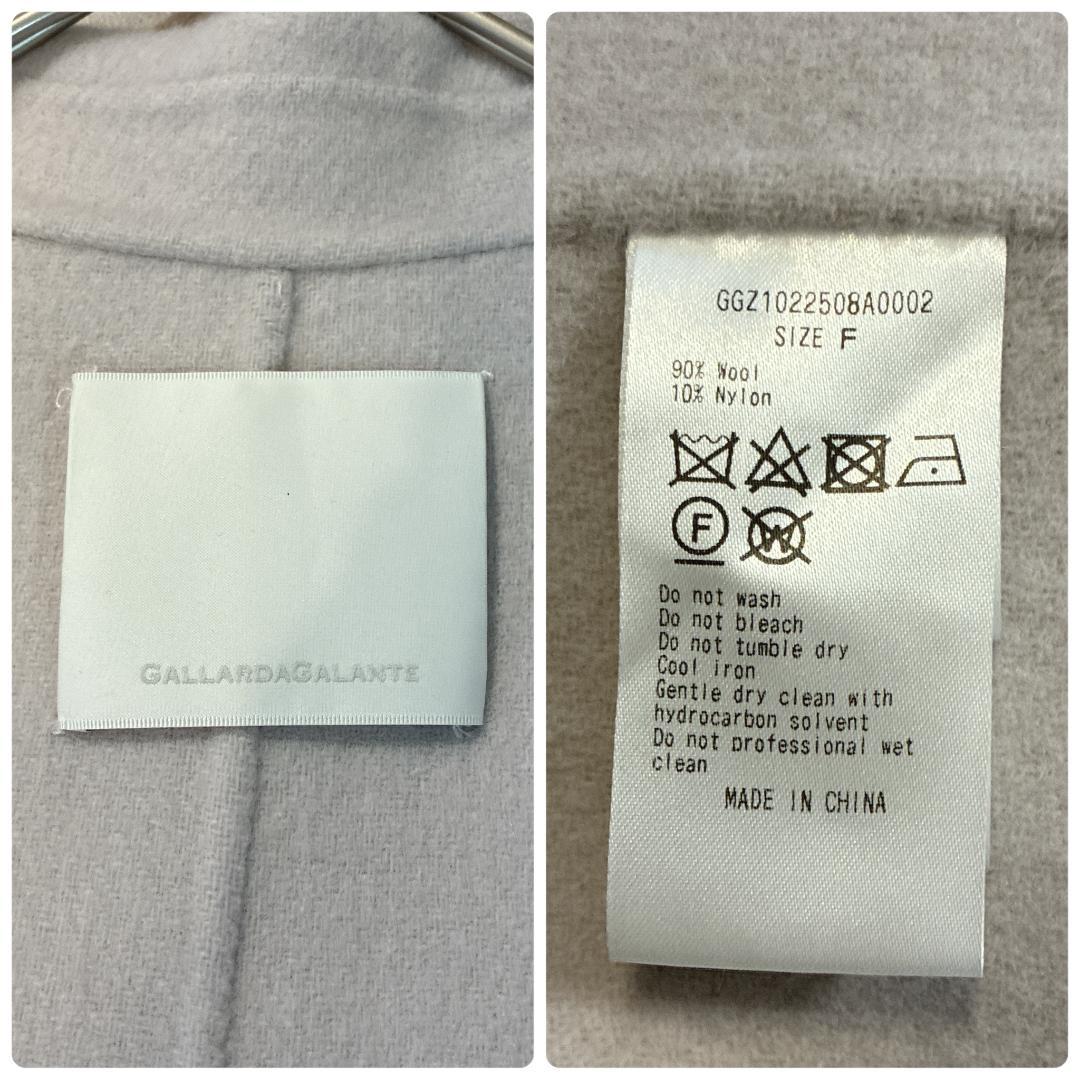 GALLARDAGALANTE
GGZ1022508A0002
SIZE F
90% Wool
10% Nylon
F
W
Do not wash
Do not bleach
Do not tumble dry
Cool iron
Gentle dry clean with
hydrocarbon solvent
Do not professional wet
clean
MADE IN CHINA